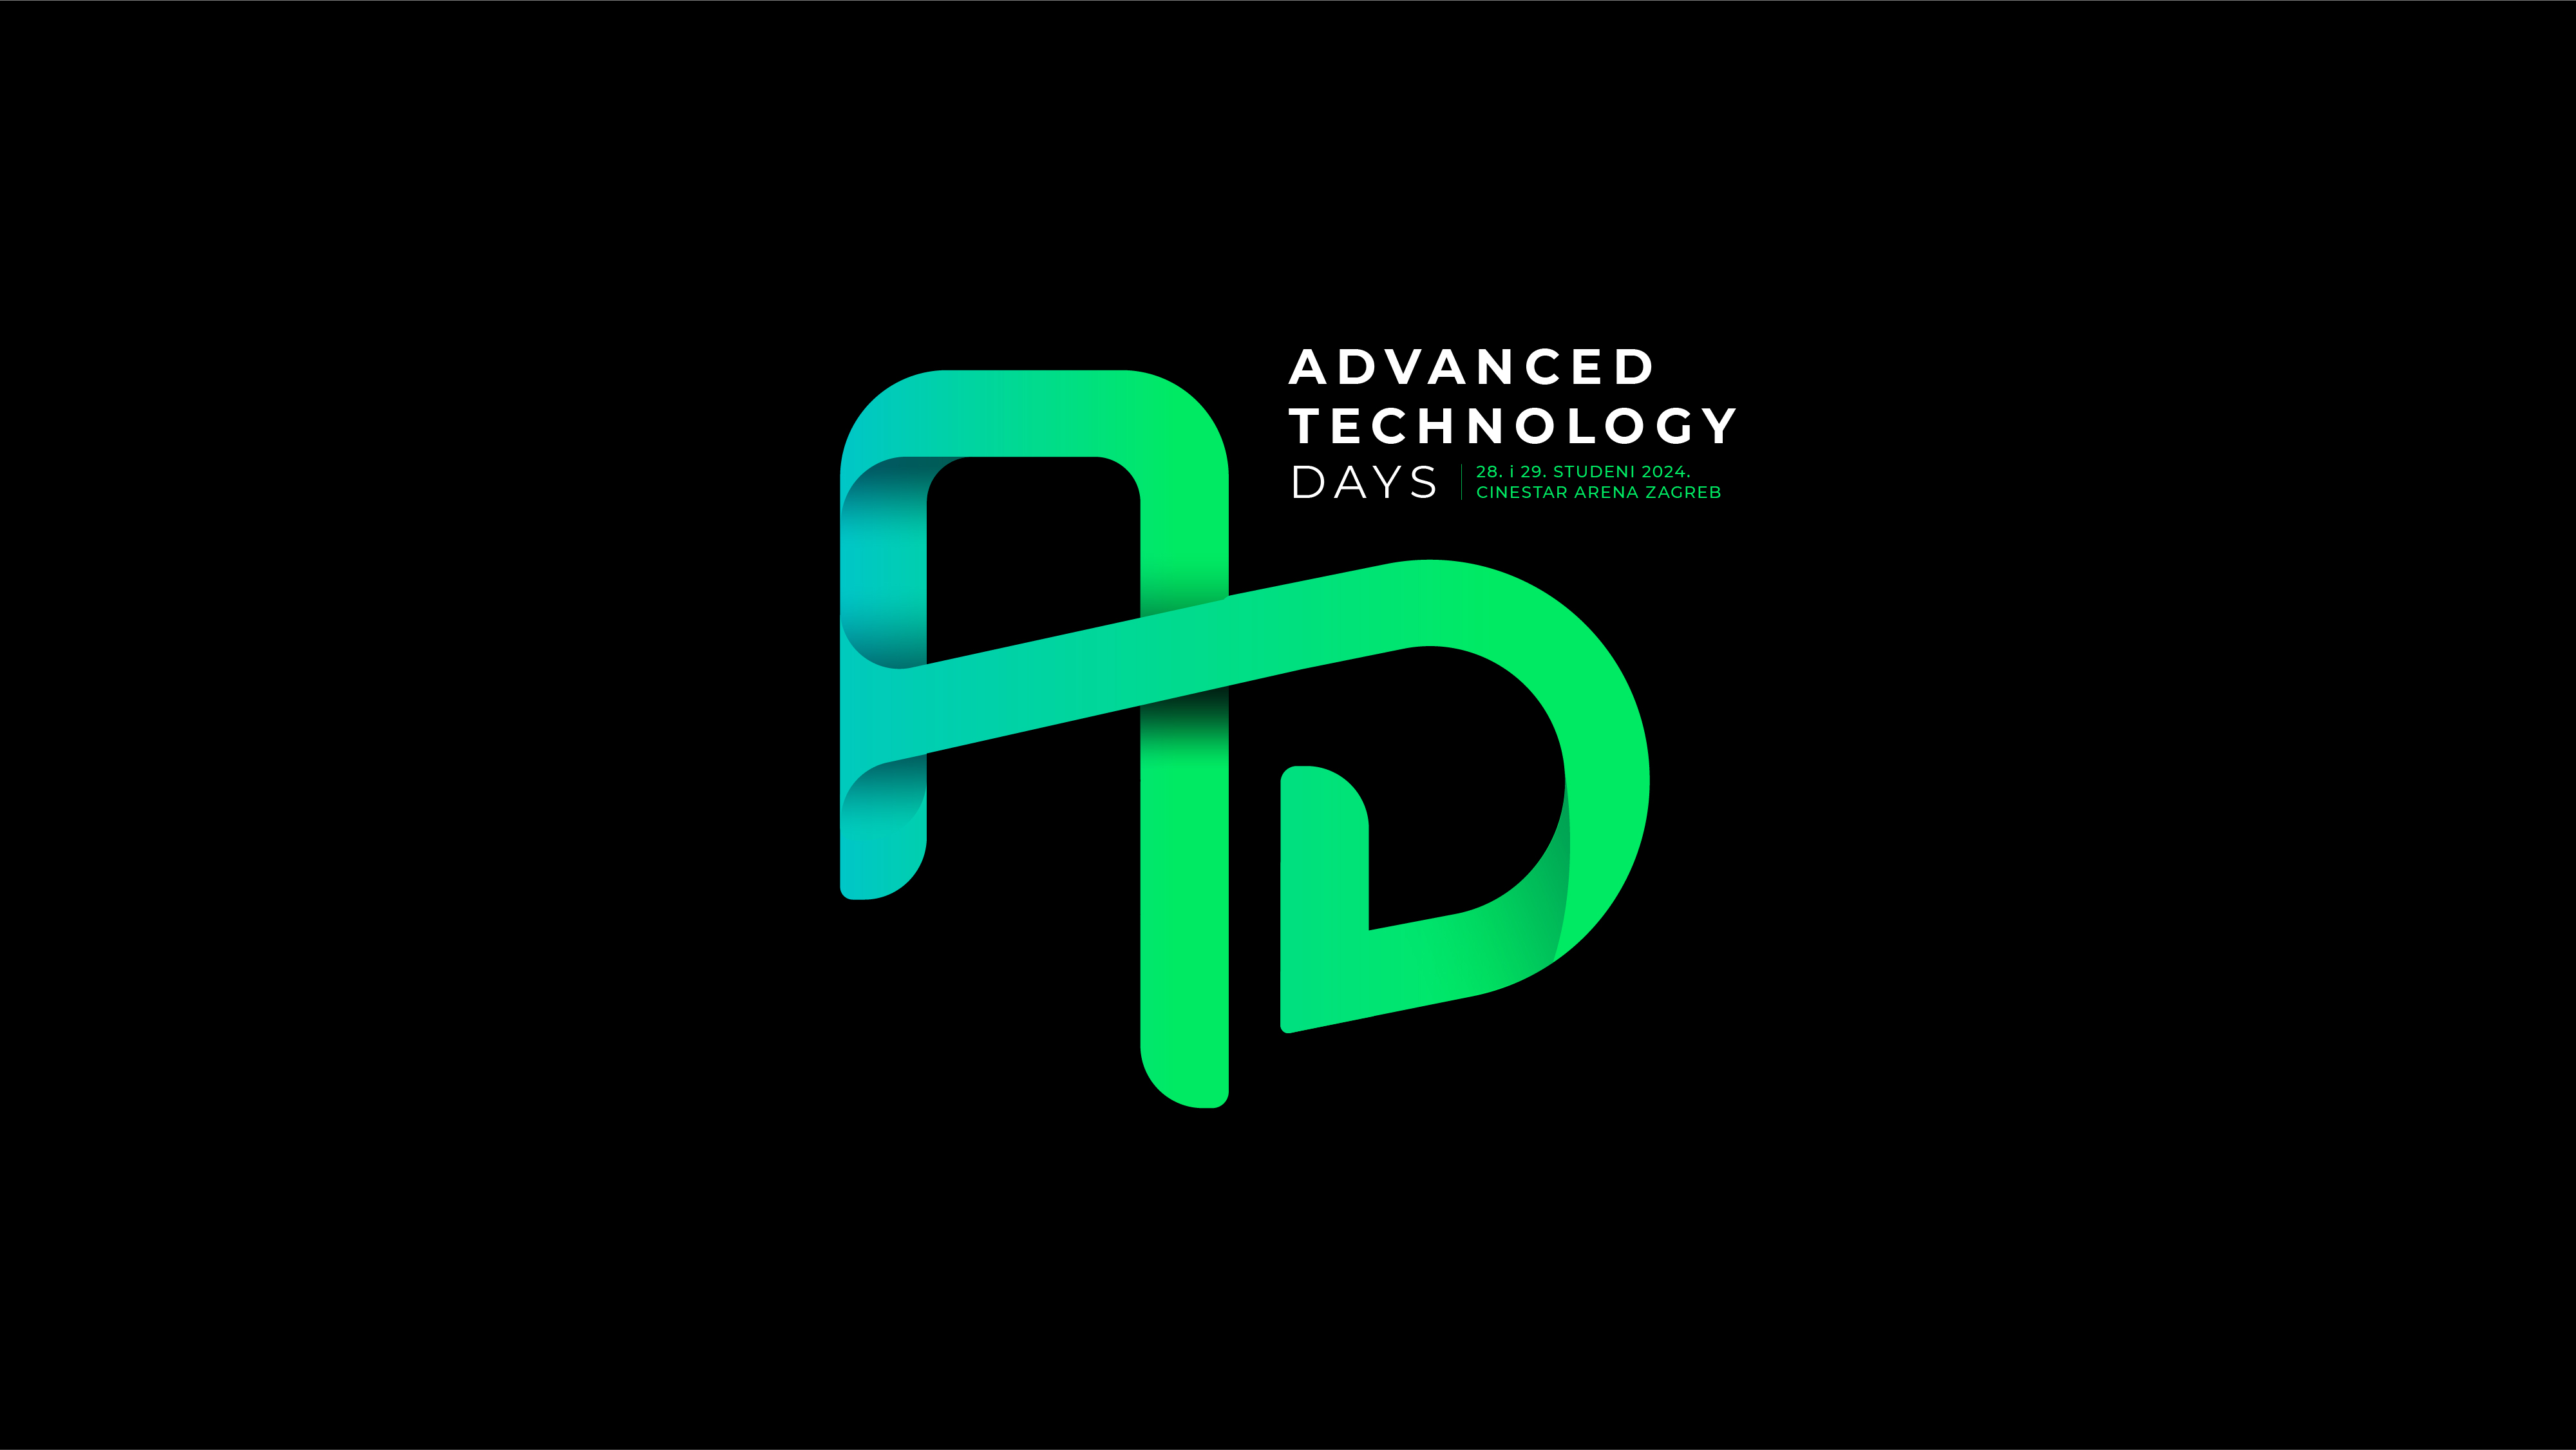 ADVANCED
TECHNOLOGY
DAYS
28. i 29. STUDENI 2024.
CINESTAR ARENA ZAGREB